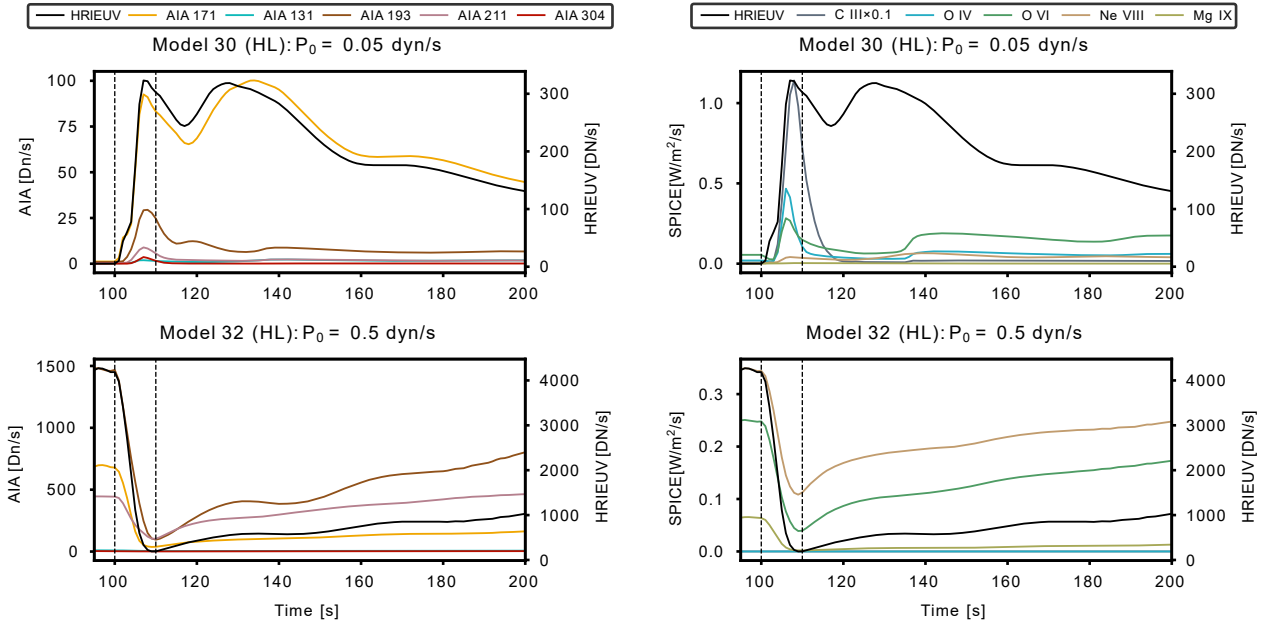 HRIEUV AIA 171 AIA 131 AIA 193 AIA 211 AIA 304
HRIEUV C III×0.1 O IV O VI Ne VIII Mg IX
Model 30 (HL): P₀ = 0.05 dyn/s
100
75
50
25
0
AIA [Dn/s]
300
200
100
0
HRIEUV [DN/s]
100 120 140 160 180 200
Model 30 (HL): P₀ = 0.05 dyn/s
1.0
0.5
0.0
SPICE[W/m²/s]
300
200
100
0
HRIEUV [DN/s]
100 120 140 160 180 200
Model 32 (HL): P₀ = 0.5 dyn/s
1500
1000
500
0
AIA [Dn/s]
4000
3000
2000
1000
0
HRIEUV [DN/s]
100 120 140 160 180 200
Time [s]
Model 32 (HL): P₀ = 0.5 dyn/s
0.3
0.2
0.1
0.0
SPICE[W/m²/s]
4000
3000
2000
1000
0
HRIEUV [DN/s]
100 120 140 160 180 200
Time [s]